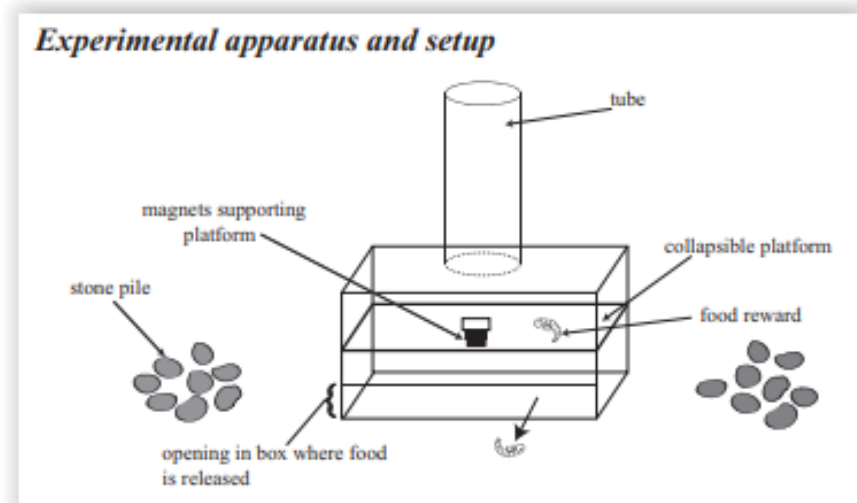 Experimental apparatus and setup
tube
magnets supporting
platform
collapsible platform
stone pile
food reward
opening in box where food
is released